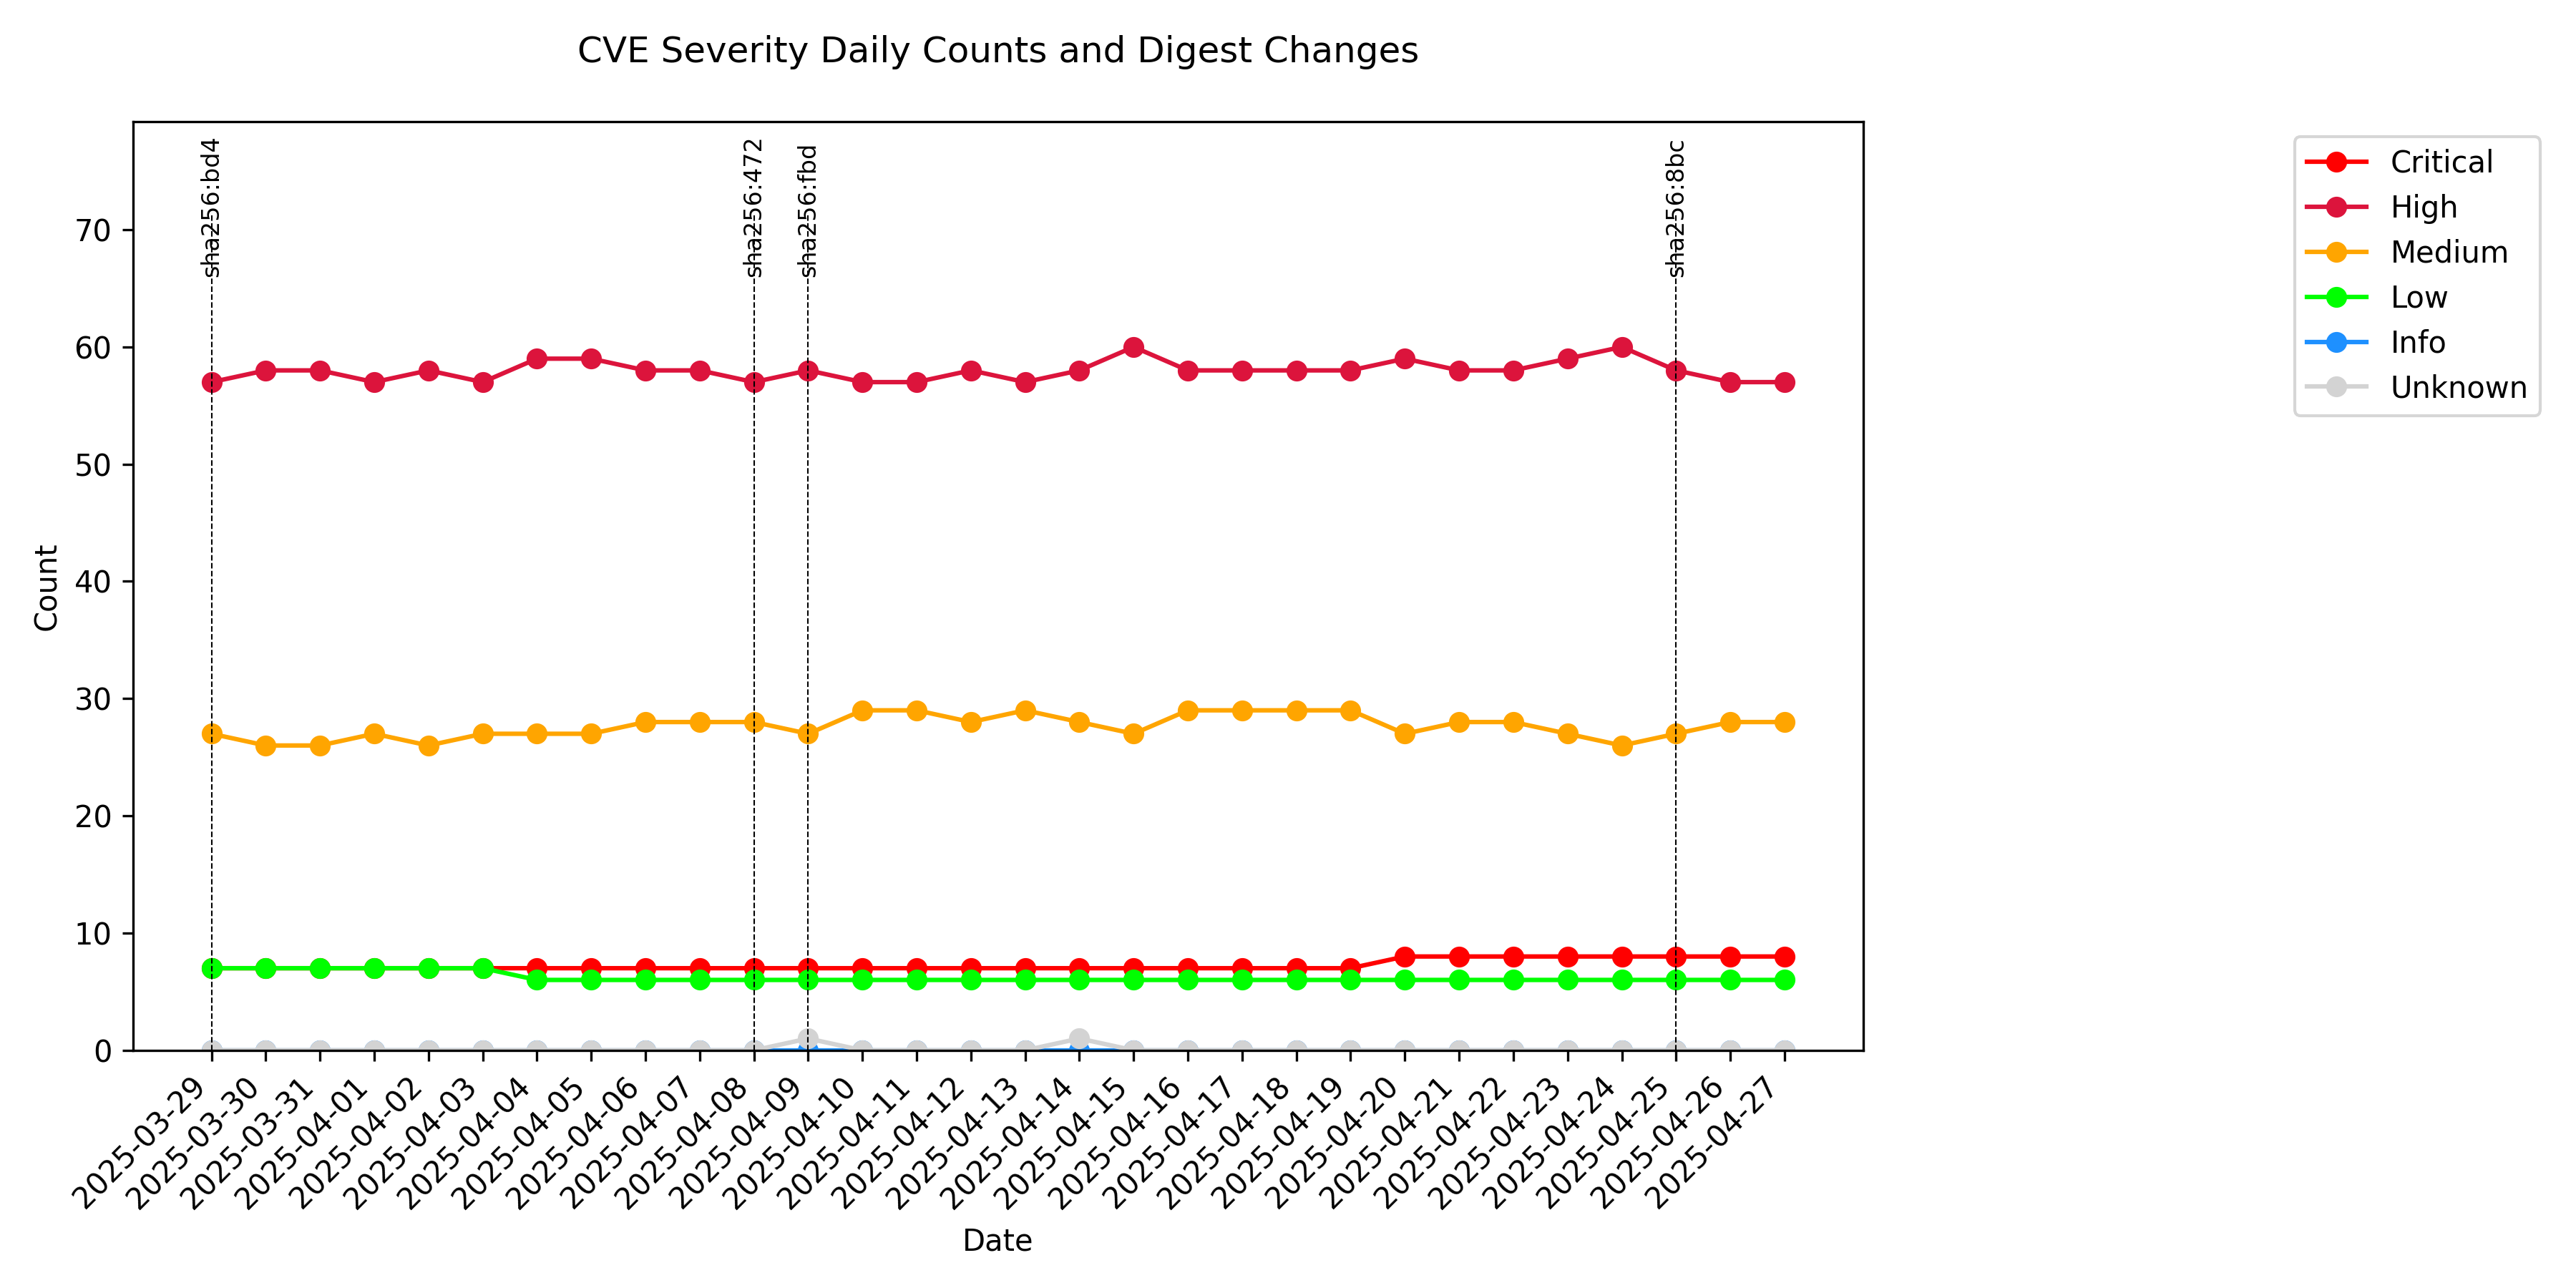 CVE Severity Daily Counts and Digest Changes
sha256:bd4
sha256:472
sha256:fbd
sha256:8bc
Critical
High
Medium
Low
Info
Unknown
70
60
50
40
30
20
10
0
Count
2025-03-29
2025-03-30
2025-03-31
2025-04-01
2025-04-02
2025-04-03
2025-04-04
2025-04-05
2025-04-06
2025-04-07
2025-04-08
2025-04-09
2025-04-10
2025-04-11
2025-04-12
2025-04-13
2025-04-14
2025-04-15
2025-04-16
2025-04-17
2025-04-18
2025-04-19
2025-04-20
2025-04-21
2025-04-22
2025-04-23
2025-04-24
2025-04-25
2025-04-26
2025-04-27
Date